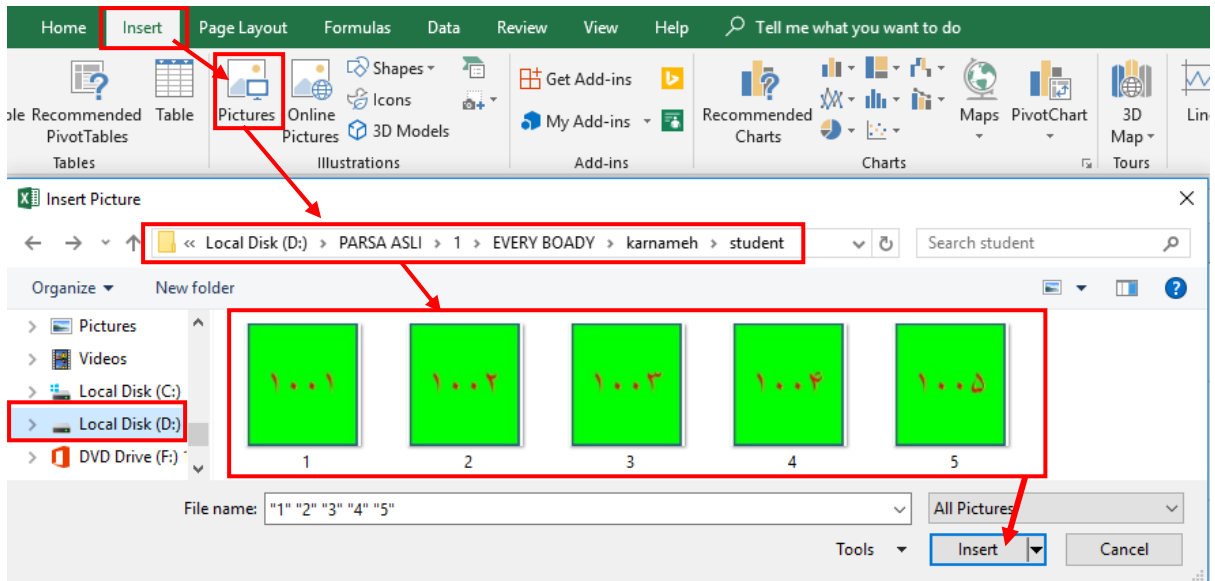 Home Insert Page Layout Formulas Data Review View Help Tell me what you want to do
Recommended PivotTables
Table
Tables
Pictures
Online Pictures
Shapes
Icons
3D Models
Illustrations
Get Add-ins
My Add-ins
Add-ins
Recommended Charts
Maps
PivotChart
Charts
3D Map
Tours
Insert Picture
« Local Disk (D:) > PARSA ASLI > 1 > EVERY BOADY > karnameh > student
Search student
Organize New folder
Pictures
Videos
Local Disk (C:)
Local Disk (D:)
DVD Drive (F:)
۱۰۰۱ ۱۰۰۲ ۱۰۰۳ ۱۰۰۴ ۱۰۰۵
1 2 3 4 5
File name: "1" "2" "3" "4" "5"
All Pictures
Tools Insert Cancel